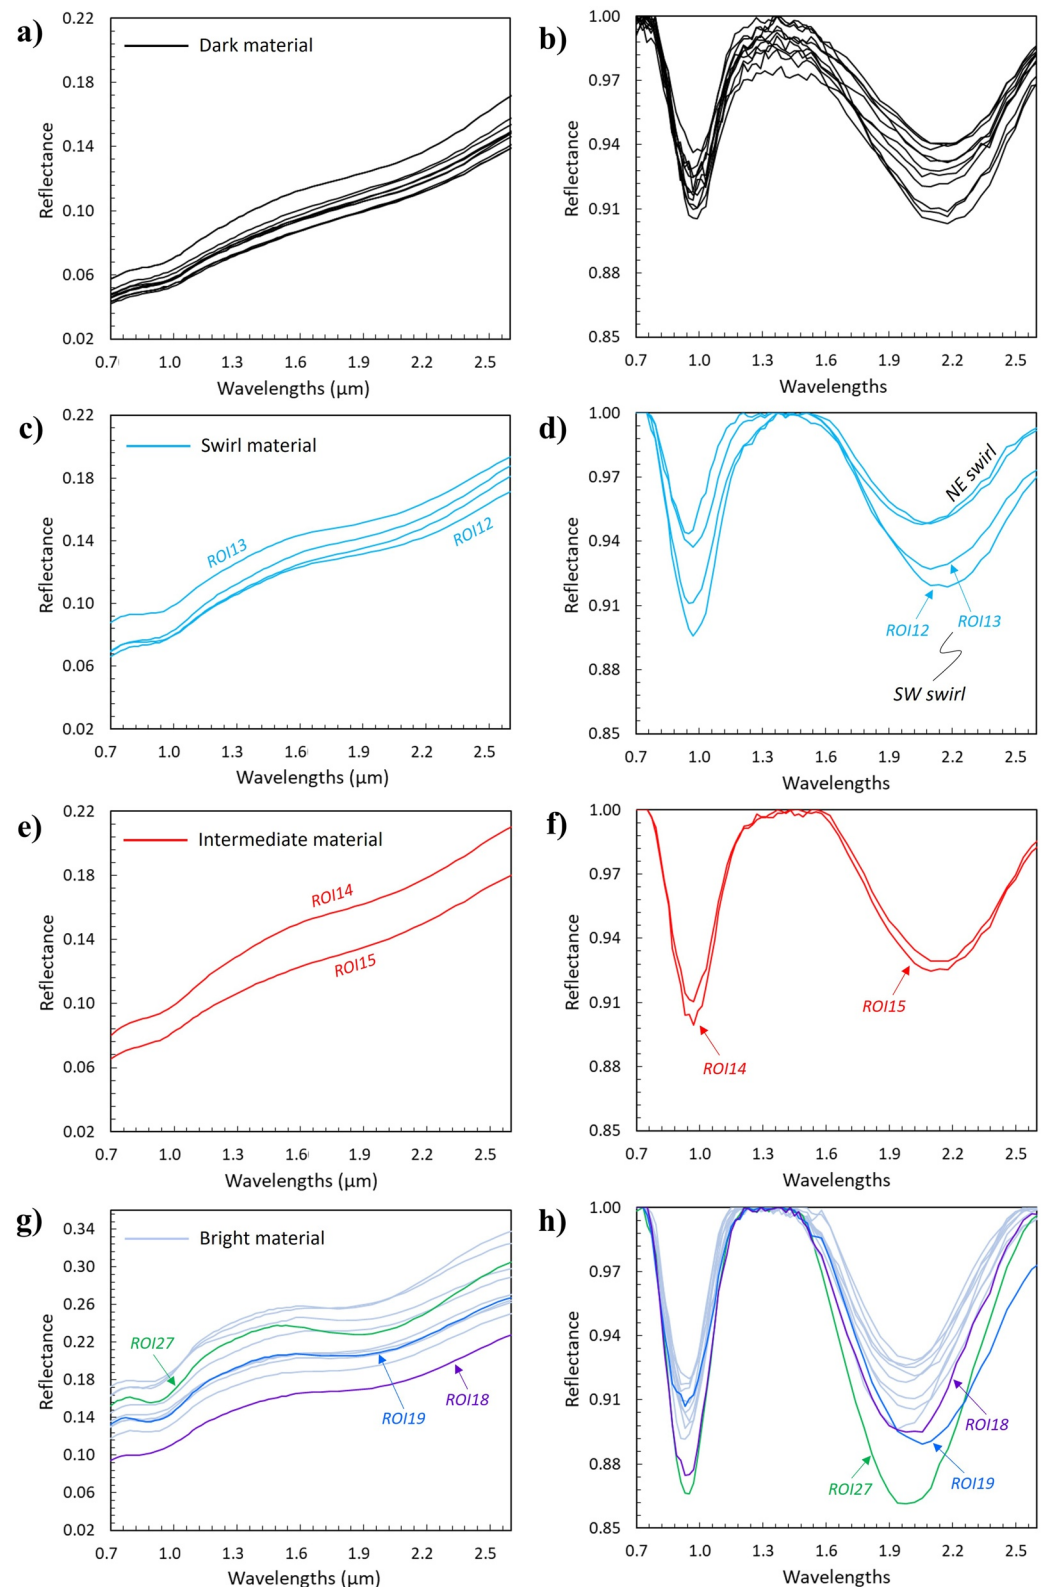 a)
0.22
0.18
0.14
0.10
0.06
0.02
Reflectance
Dark material
0.7 1.0 1.3 1.6 1.9 2.2 2.5
Wavelengths (µm)
b)
1.00
0.97
0.94
0.91
0.88
0.85
Reflectance
0.7 1.0 1.3 1.6 1.9 2.2 2.5
Wavelengths
c)
0.22
0.18
0.14
0.10
0.06
0.02
Reflectance
Swirl material
ROI13
ROI12
0.7 1.0 1.3 1.6 1.9 2.2 2.5
Wavelengths (µm)
d)
1.00
0.97
0.94
0.91
0.88
0.85
Reflectance
NE swirl
ROI12
ROI13
SW swirl
0.7 1.0 1.3 1.6 1.9 2.2 2.5
Wavelengths
e)
0.22
0.18
0.14
0.10
0.06
0.02
Reflectance
Intermediate material
ROI14
ROI15
0.7 1.0 1.3 1.6 1.9 2.2 2.5
Wavelengths (µm)
f)
1.00
0.97
0.94
0.91
0.88
0.85
Reflectance
ROI15
ROI14
0.7 1.0 1.3 1.6 1.9 2.2 2.5
Wavelengths
g)
0.34
0.30
0.26
0.22
0.18
0.14
0.10
0.06
0.02
Reflectance
Bright material
ROI27
ROI18
ROI19
0.7 1.0 1.3 1.6 1.9 2.2 2.5
Wavelengths (µm)
h)
1.00
0.97
0.94
0.91
0.88
0.85
Reflectance
ROI18
ROI19
ROI27
0.7 1.0 1.3 1.6 1.9 2.2 2.5
Wavelengths